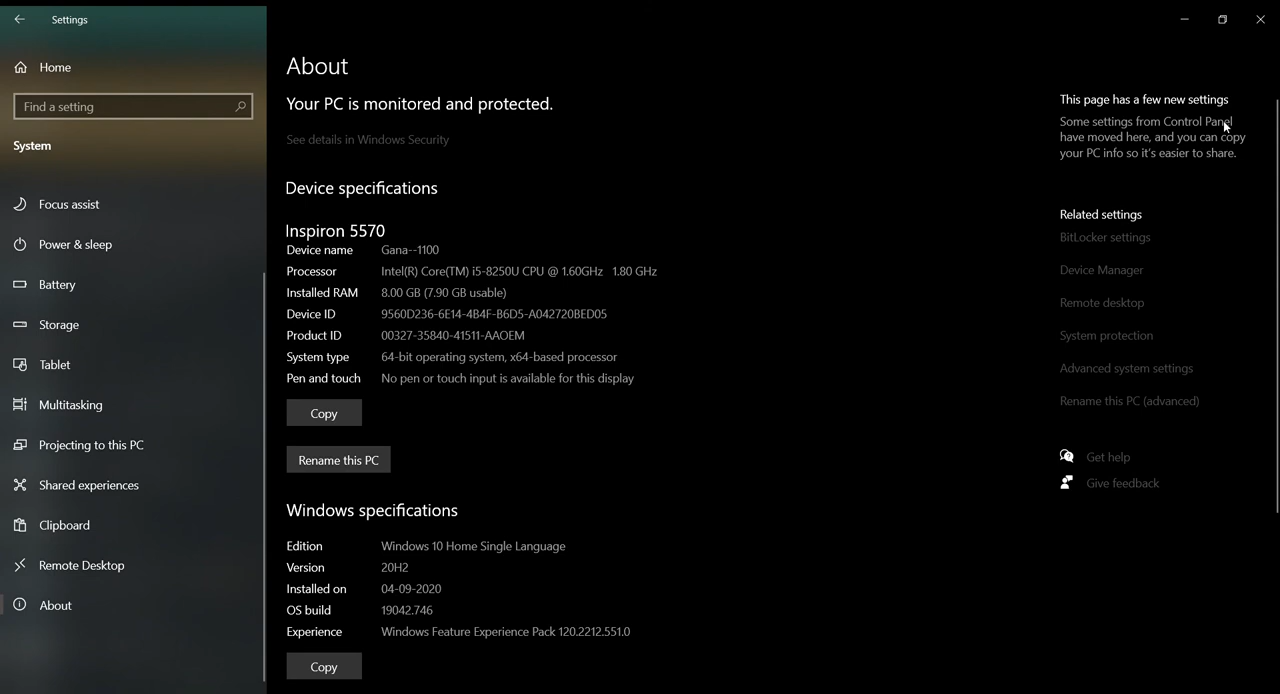 Settings
Home
Find a setting
System
Focus assist
Power & sleep
Battery
Storage
Tablet
Multitasking
Projecting to this PC
Shared experiences
Clipboard
Remote Desktop
About
About
Your PC is monitored and protected.
See details in Windows Security
Device specifications
Inspiron 5570
Device name Gana--1100
Processor Intel(R) Core(TM) i5-8250U CPU @ 1.60GHz 1.80 GHz
Installed RAM 8.00 GB (7.90 GB usable)
Device ID 9560D236-6E14-4B4F-B6D5-A042720BED05
Product ID 00327-35840-41511-AAOEM
System type 64-bit operating system, x64-based processor
Pen and touch No pen or touch input is available for this display
Copy
Rename this PC
Windows specifications
Edition Windows 10 Home Single Language
Version 20H2
Installed on 04-09-2020
OS build 19042.746
Experience Windows Feature Experience Pack 120.2212.551.0
Copy
This page has a few new settings
Some settings from Control Panel
have moved here, and you can copy
your PC info so it's easier to share.
Related settings
BitLocker settings
Device Manager
Remote desktop
System protection
Advanced system settings
Rename this PC (advanced)
Get help
Give feedback